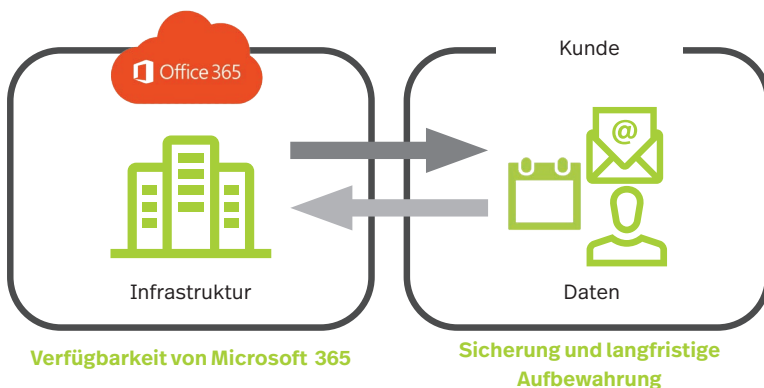 Office 365
Infrastruktur
Verfügbarkeit von Microsoft 365
Kunde
@
Daten
Sicherung und langfristige
Aufbewahrung